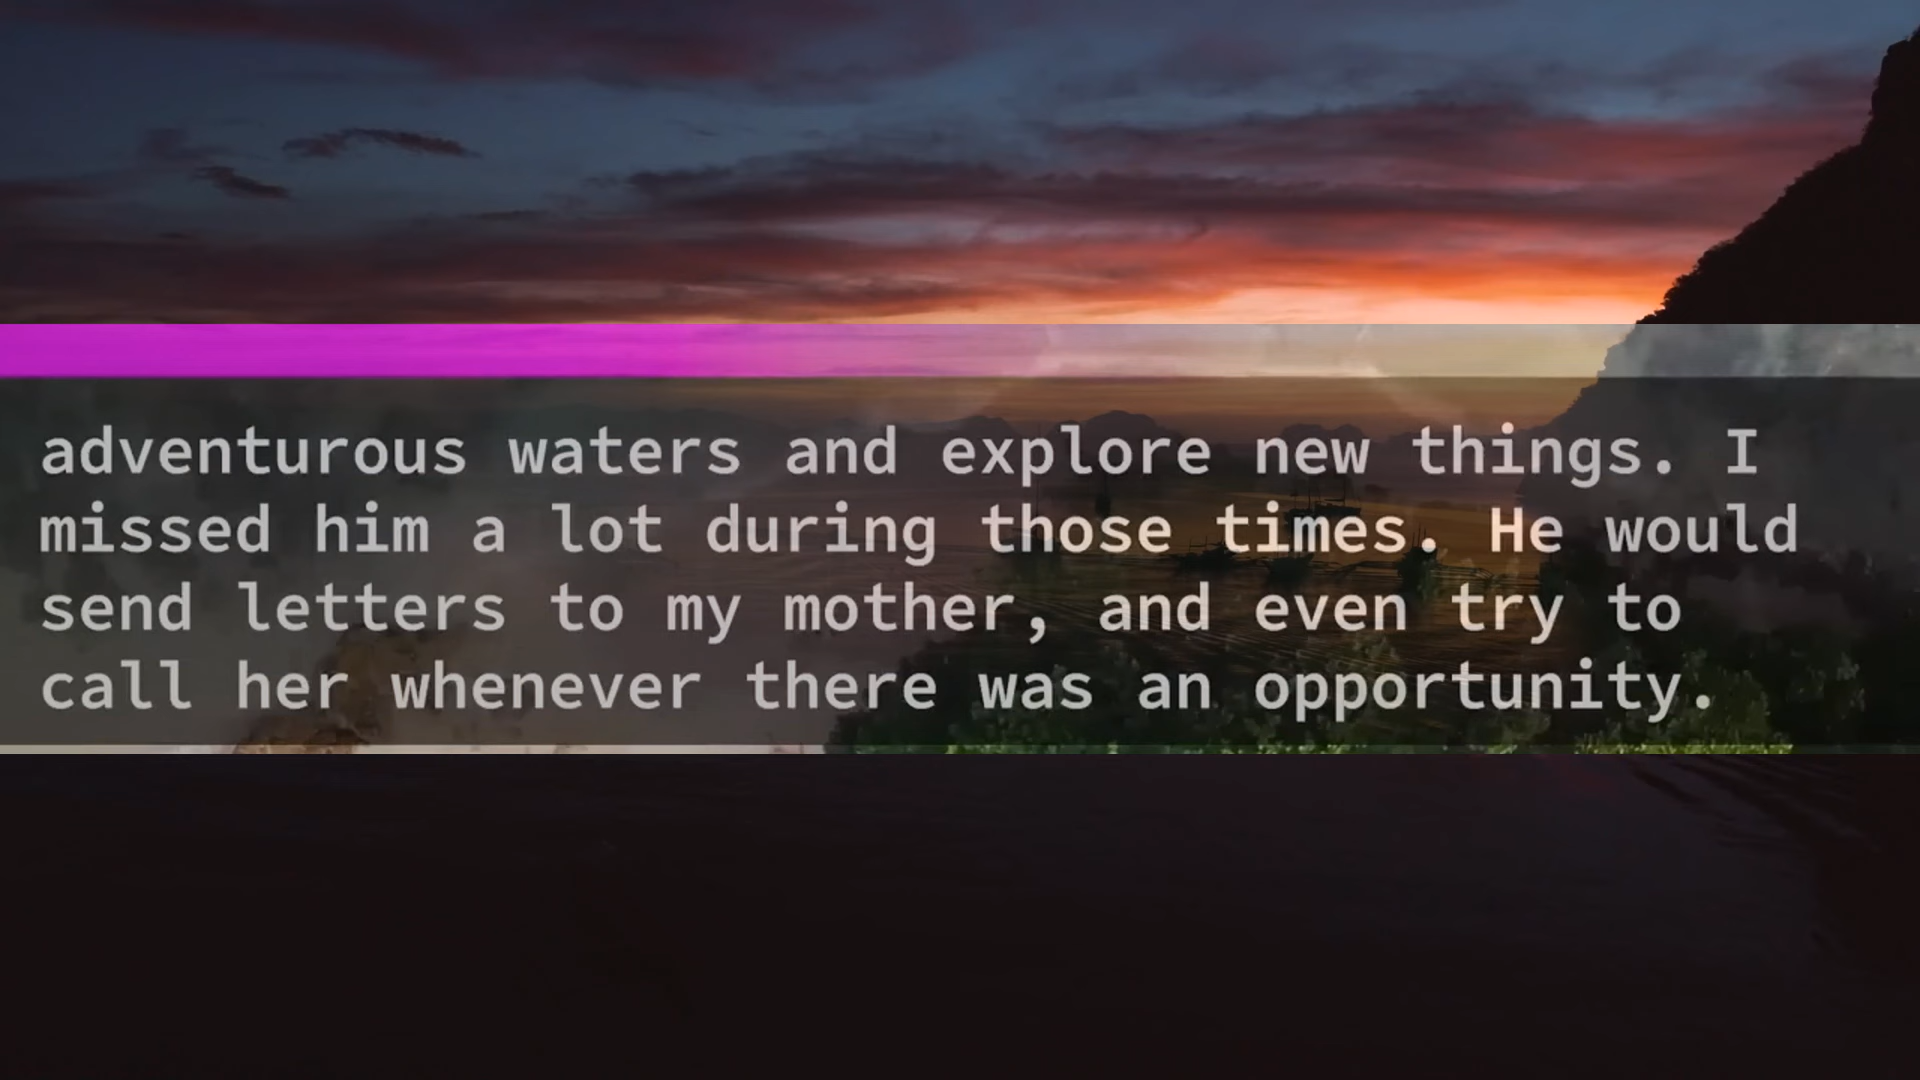 adventurous waters and explore new things. I
missed him a lot during those times. He would
send letters to my mother, and even try to
call her whenever there was an opportunity.